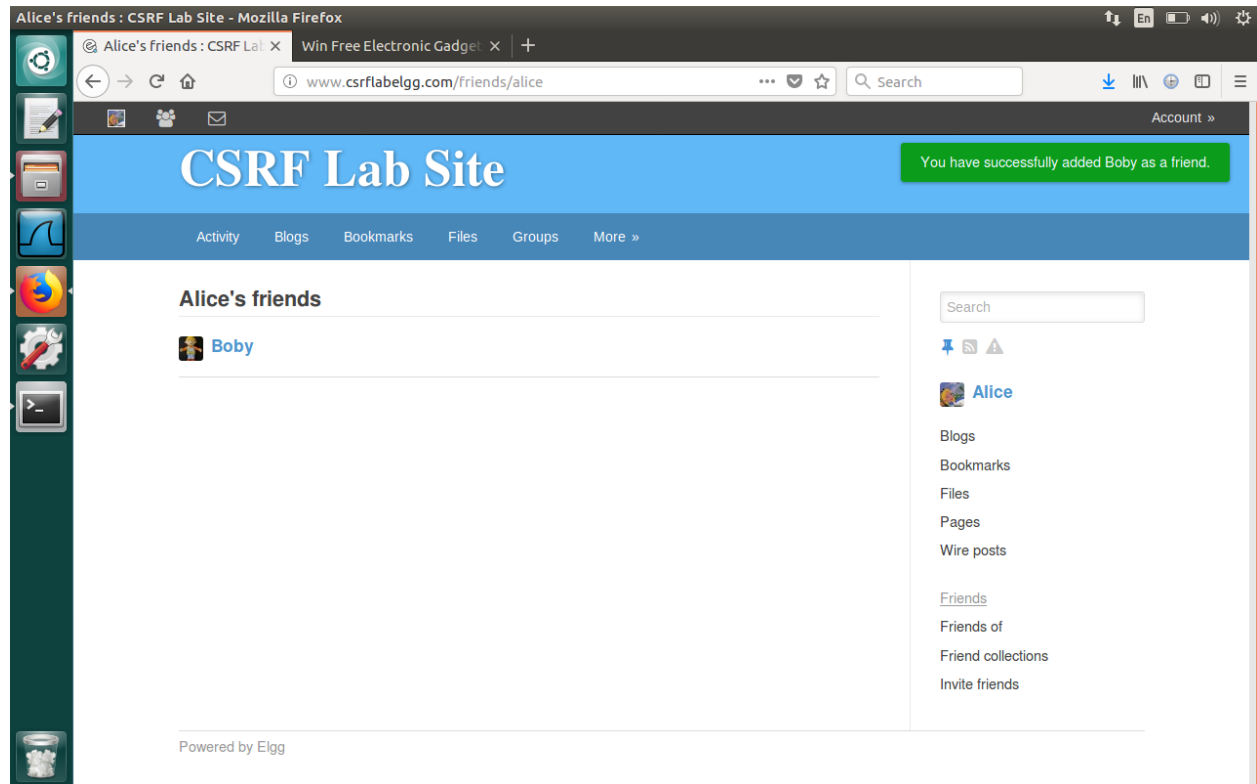 Alice's friends : CSRF Lab Site - Mozilla Firefox
En
Alice's friends : CSRF Lab
Win Free Electronic Gadget
www.csrflabelgg.com/friends/alice
Search
Account »
CSRF Lab Site
You have successfully added Boby as a friend.
Activity Blogs Bookmarks Files Groups More »
Alice's friends
Boby
Search
Alice
Blogs
Bookmarks
Files
Pages
Wire posts
Friends
Friends of
Friend collections
Invite friends
Powered by Elgg